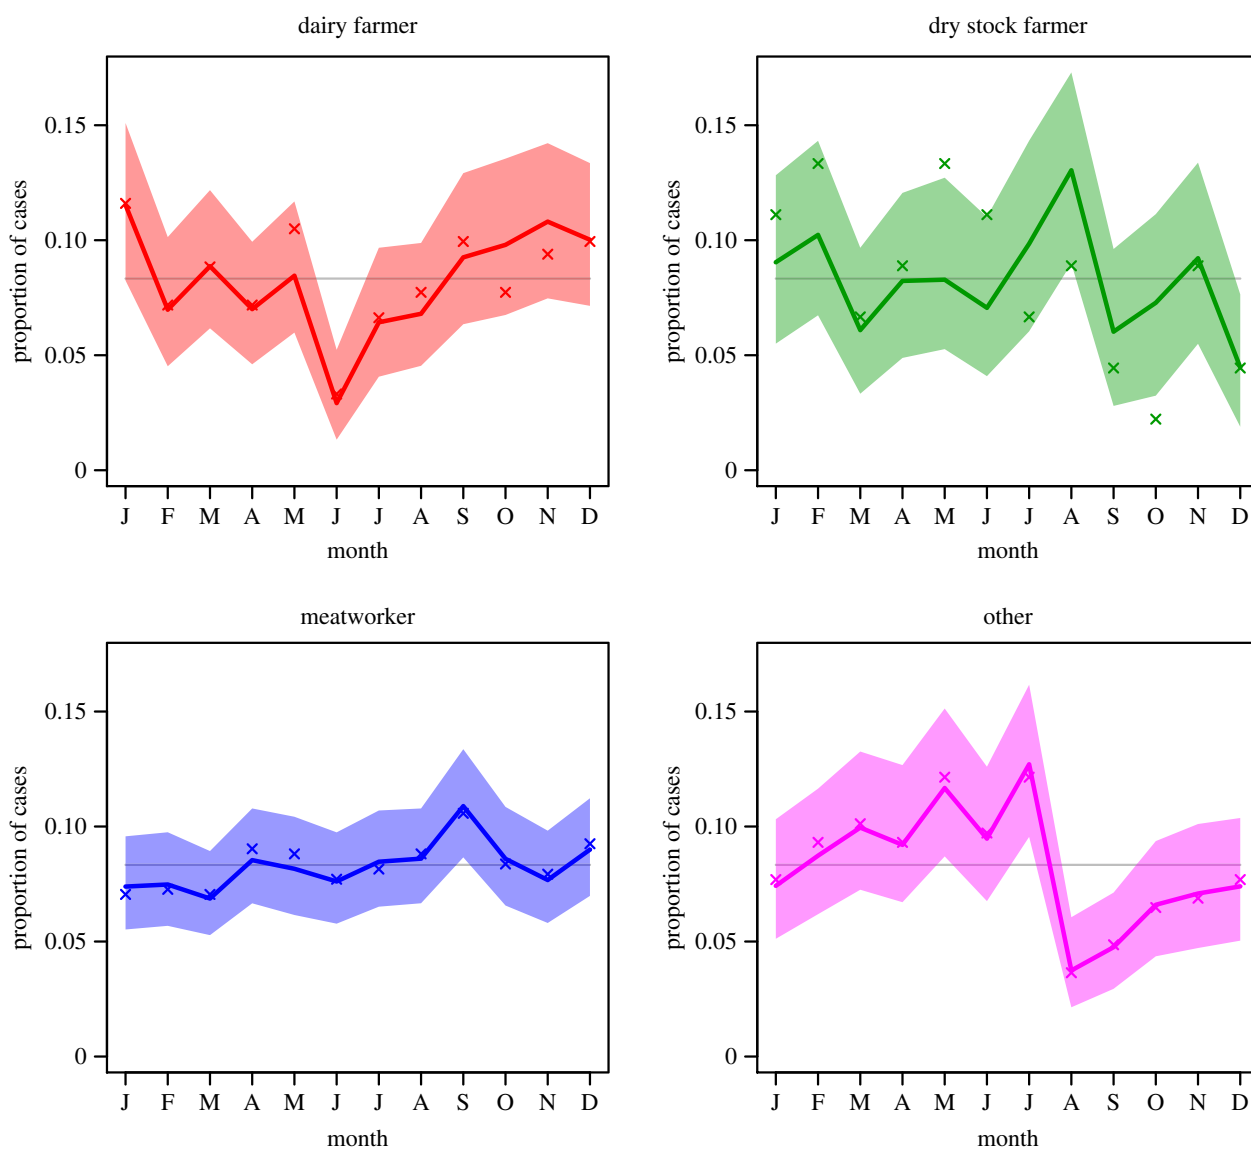 dairy farmer
proportion of cases
0.15
0.10
0.05
0
J F M A M J J A S O N D
month
dry stock farmer
proportion of cases
0.15
0.10
0.05
0
J F M A M J J A S O N D
month
meatworker
proportion of cases
0.15
0.10
0.05
0
J F M A M J J A S O N D
month
other
proportion of cases
0.15
0.10
0.05
0
J F M A M J J A S O N D
month